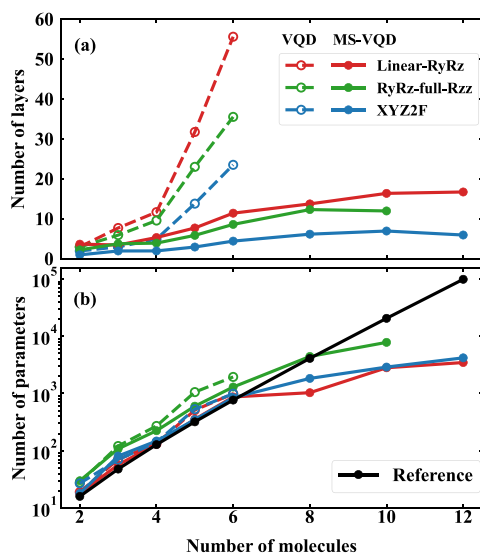 60
50
40
30
20
10
0
Number of layers
(a)
VQD MS-VQD
Linear-RyRz
RyRz-full-Rzz
XYZ2F
10^5
10^4
10^3
10^2
10^1
Number of parameters
(b)
Reference
2 4 6 8 10 12
Number of molecules